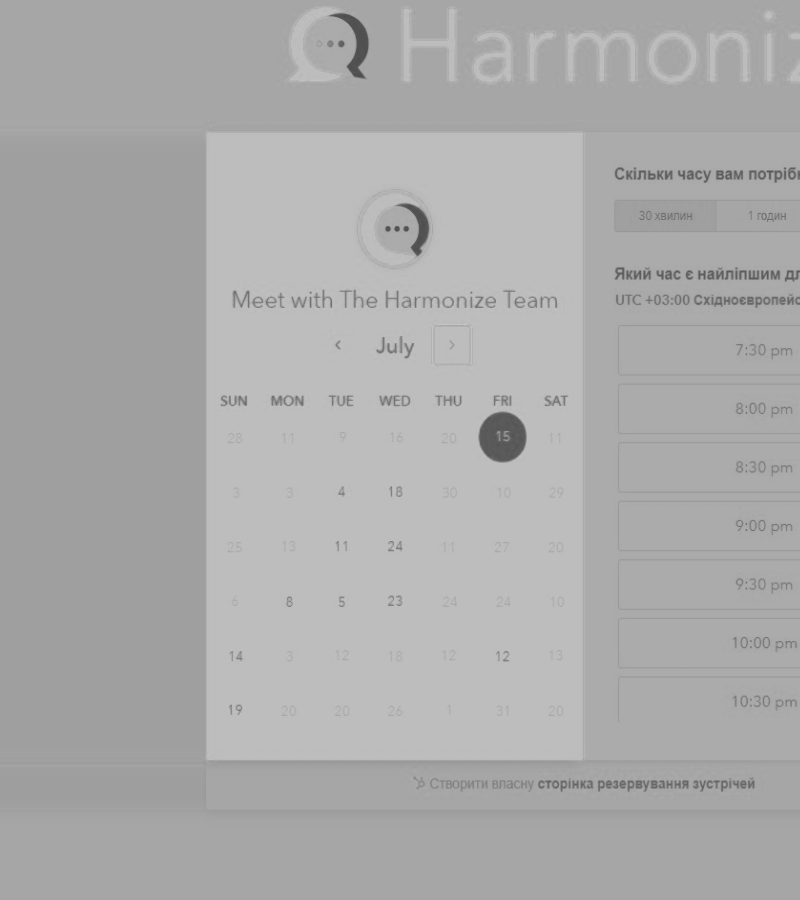 Harmoniz
Meet with The Harmonize Team
July
SUN MON TUE WED THU FRI SAT
28 11 9 16 20 15 11
3 3 4 18 30 10 29
25 13 11 24 11 27 20
6 8 5 23 24 24 10
14 3 12 18 12 12 13
19 20 20 26 1 31 20
Скільки часу вам потріб
30 хвилин 1 годин
Який час є найліпшим д
UTC +03:00 Східноєвропейс
7:30 pm
8:00 pm
8:30 pm
9:00 pm
9:30 pm
10:00 pm
10:30 pm
Створити власну сторінка резервування зустрічей